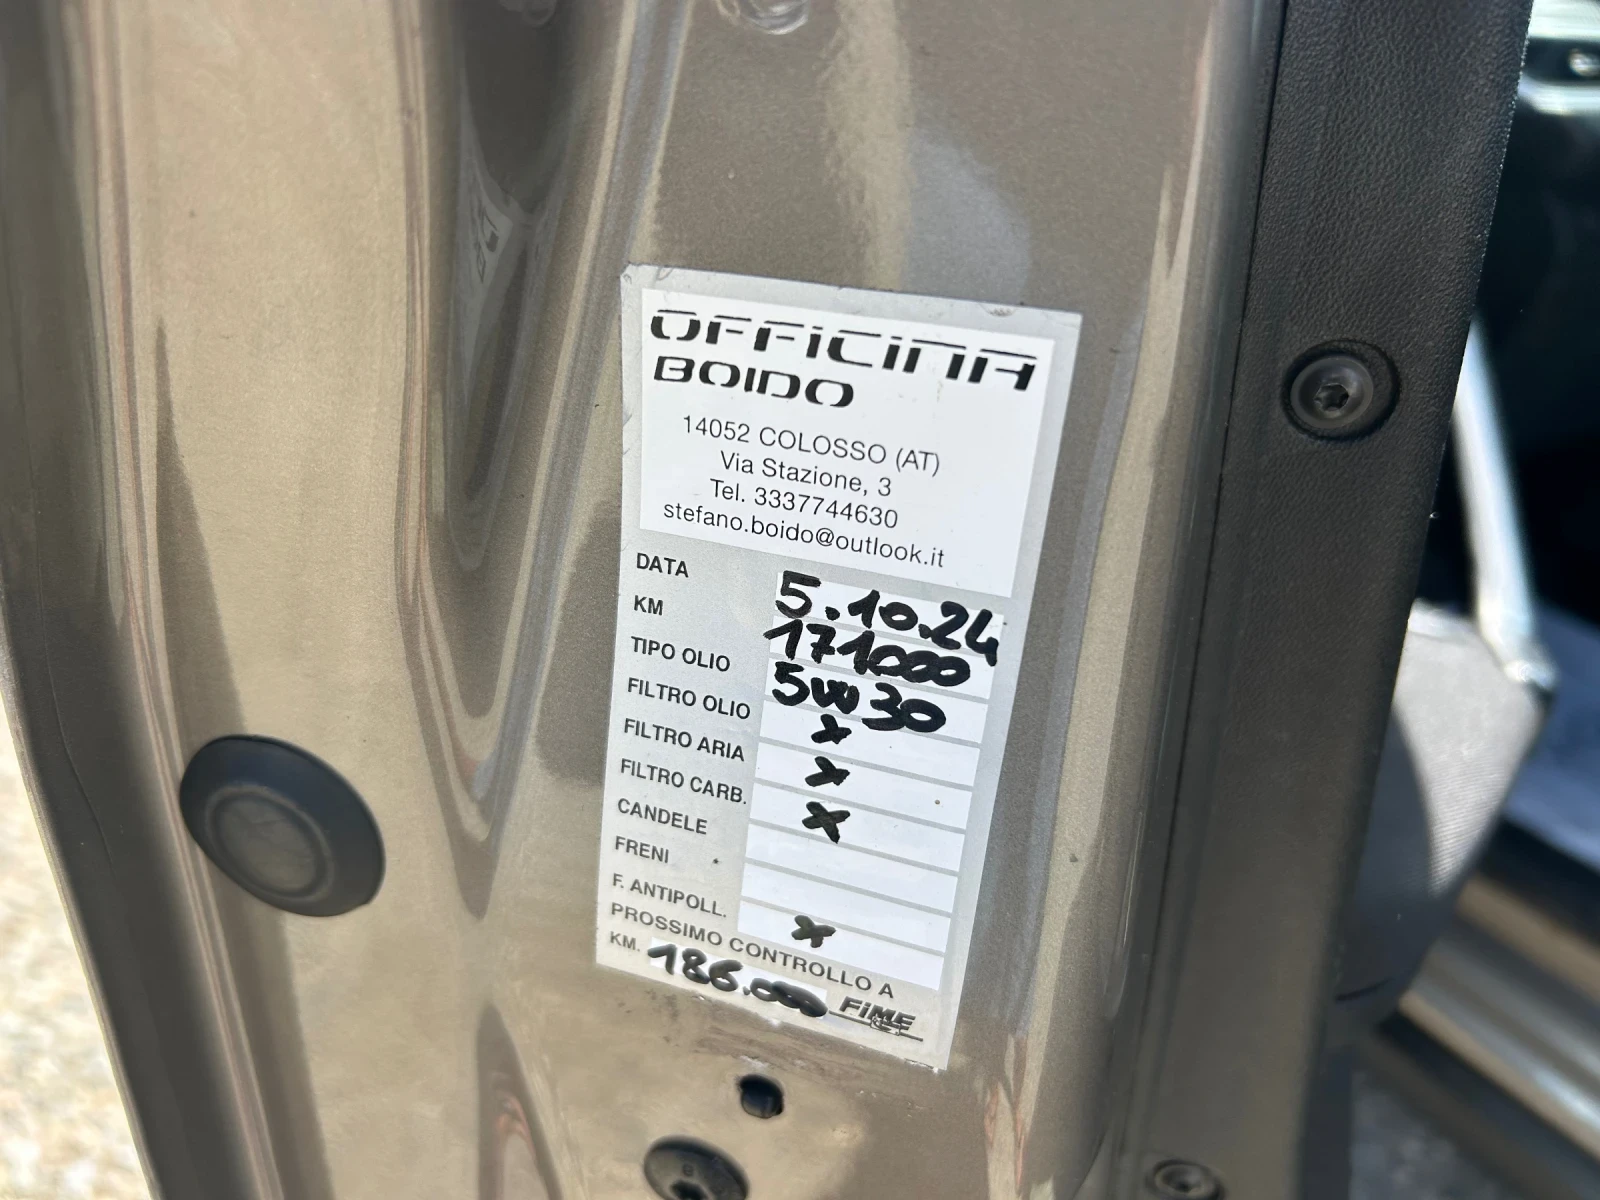 OFFICINA
BOIDO
14052 COLOSSO (AT)
Via Stazione, 3
Tel. 3337744630
stefano.boido@outlook.it
DATA 5.10.24
KM 171000
TIPO OLIO 5W30
FILTRO OLIO x
FILTRO ARIA x
FILTRO CARB. x
CANDELE
FRENI
F. ANTIPOLL. x
PROSSIMO CONTROLLO A
KM. 186.000 FiME